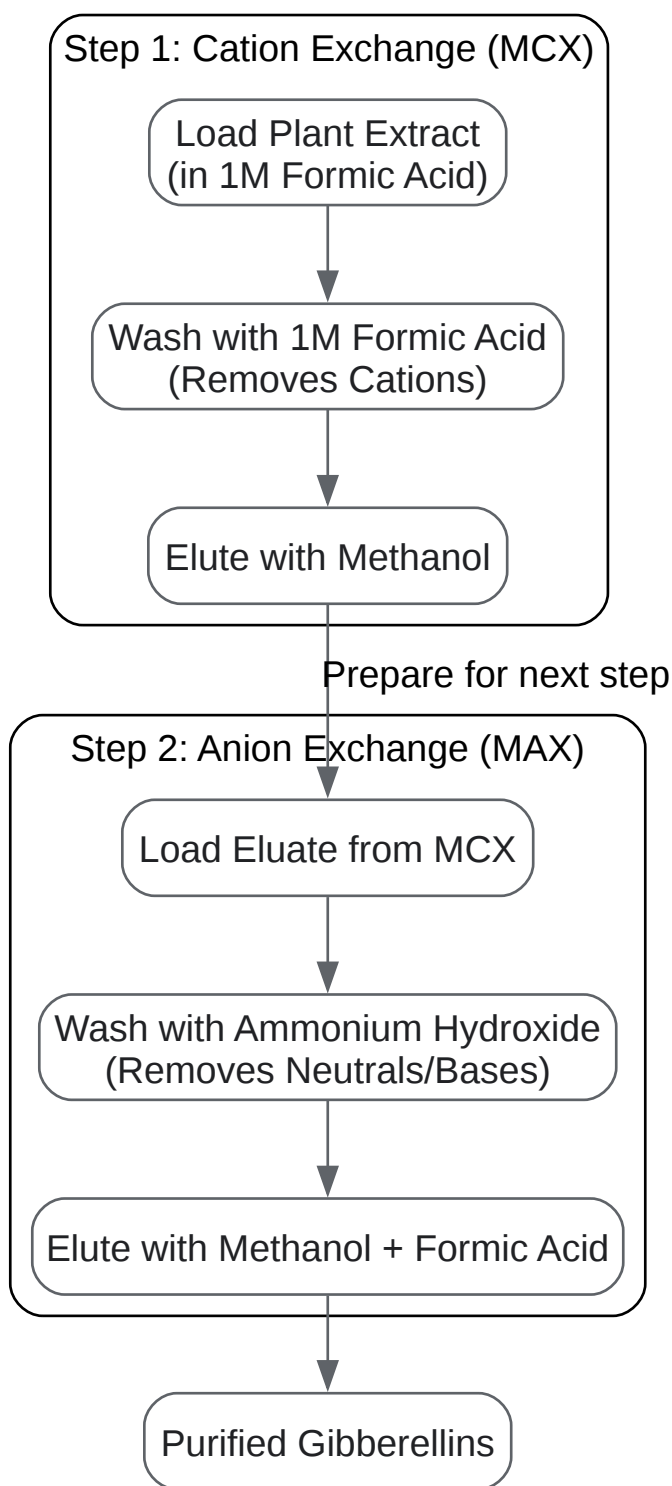 Step 1: Cation Exchange (MCX)
Load Plant Extract
(in 1M Formic Acid)
Wash with 1M Formic Acid
(Removes Cations)
Elute with Methanol
Prepare for next step
Step 2: Anion Exchange (MAX)
Load Eluate from MCX
Wash with Ammonium Hydroxide
(Removes Neutrals/Bases)
Elute with Methanol + Formic Acid
Purified Gibberellins